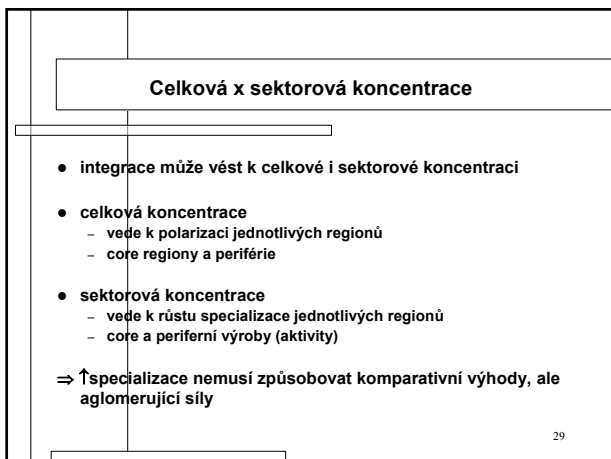 Celková x sektorová koncentrace
● integrace může vést k celkové i sektorové koncentraci
● celková koncentrace
– vede k polarizaci jednotlivých regionů
– core regiony a periférie
● sektorová koncentrace
– vede k růstu specializace jednotlivých regionů
– core a periferní výroby (aktivity)
⇒ ↑specializace nemusí způsobovat komparativní výhody, ale
aglomerující síly
29